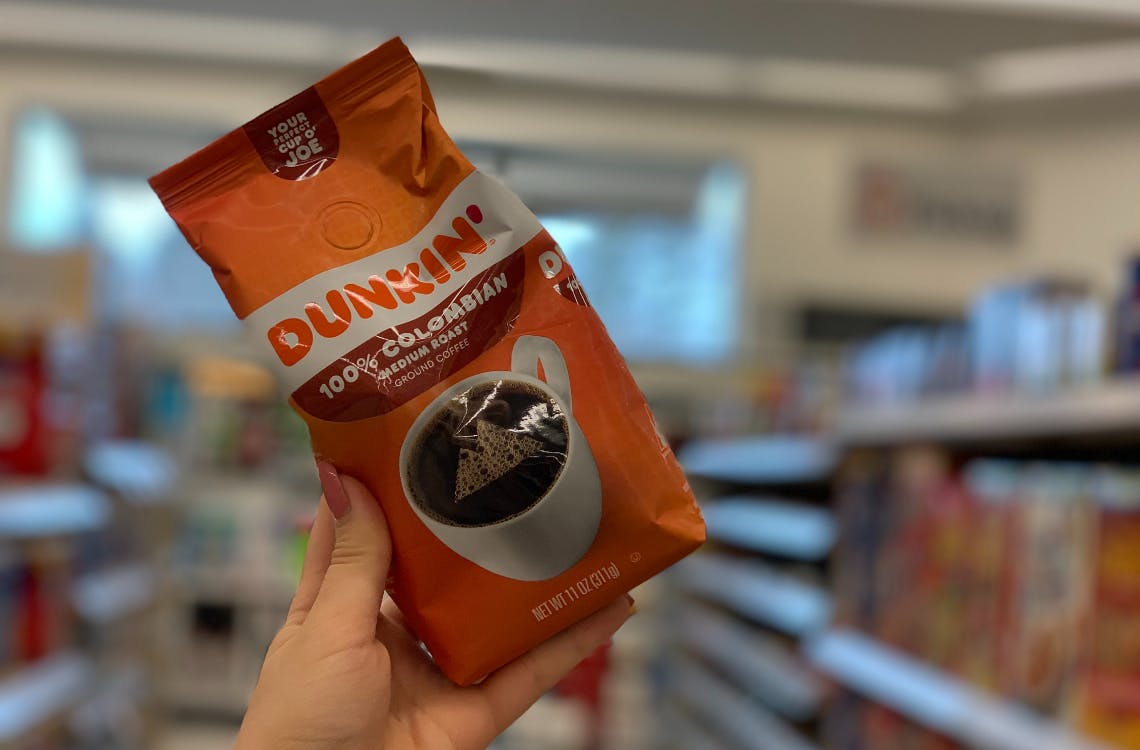 YOUR
PERFECT
CUP O'
JOE
DUNKIN'
100% COLOMBIAN
MEDIUM ROAST
GROUND COFFEE
NET WT 11 OZ (311g)